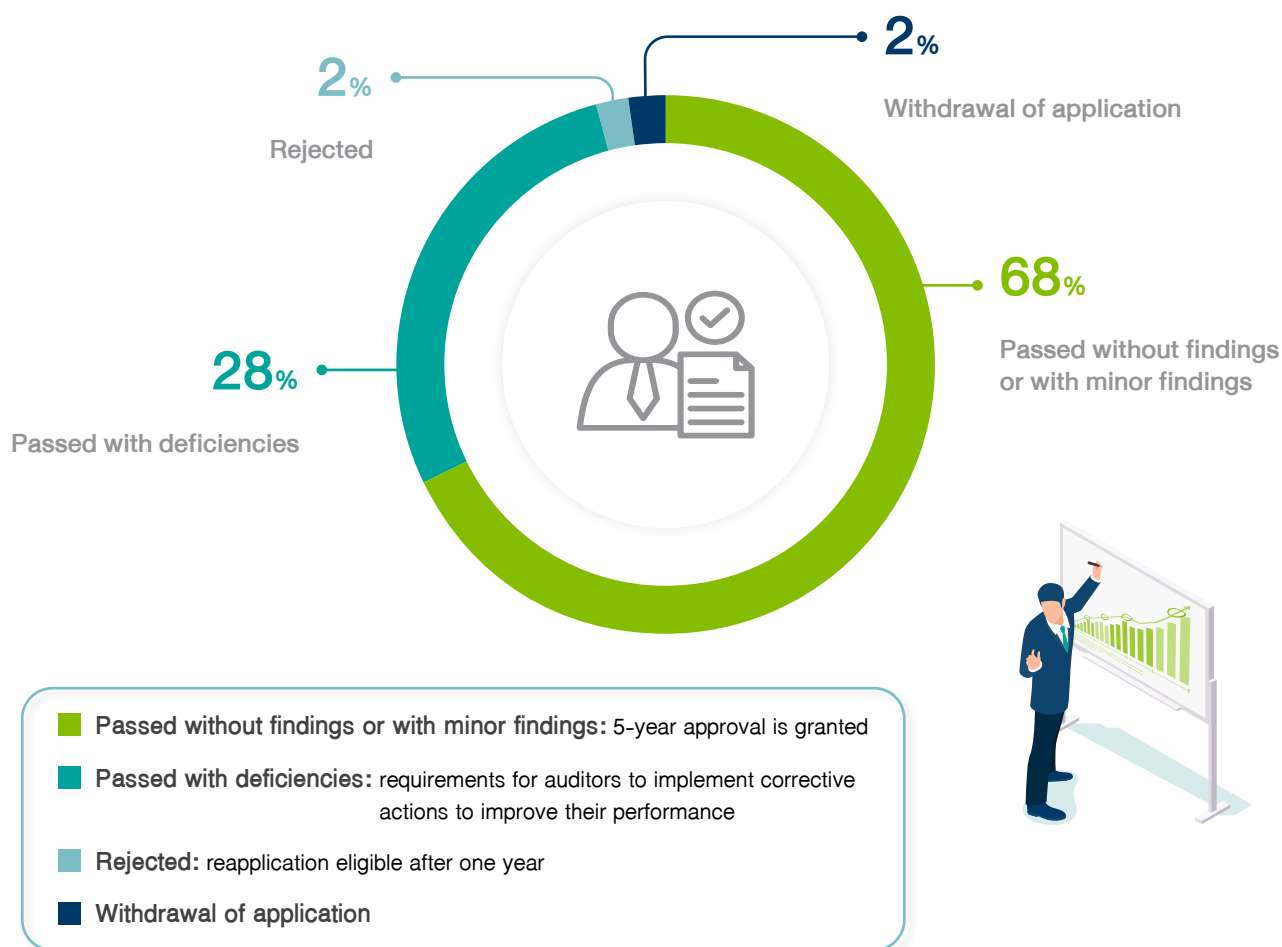 2%
Withdrawal of application
2%
Rejected
68%
Passed without findings
or with minor findings
28%
Passed with deficiencies
Passed without findings or with minor findings: 5-year approval is granted
Passed with deficiencies: requirements for auditors to implement corrective
actions to improve their performance
Rejected: reapplication eligible after one year
Withdrawal of application